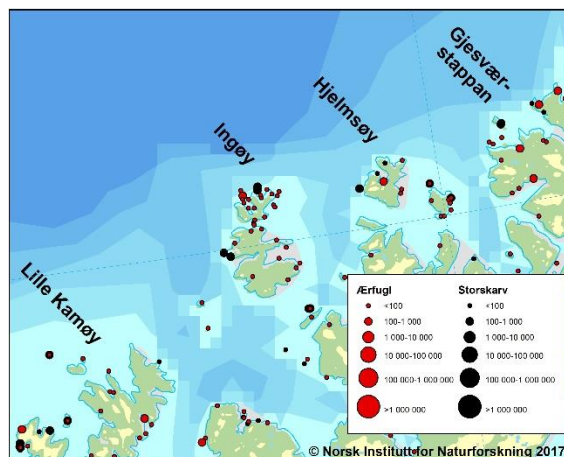 Gjesvær-
stappan
Hjelmsøy
Ingøy
Lille Kamøy
Ærfugl Storskarv
<100 <100
100-1 000 100-1 000
1 000-10 000 1 000-10 000
10 000-100 000 10 000-100 000
100 000-1 000 000 100 000-1 000 000
>1 000 000 >1 000 000
© Norsk Institutt for Naturforskning 2017